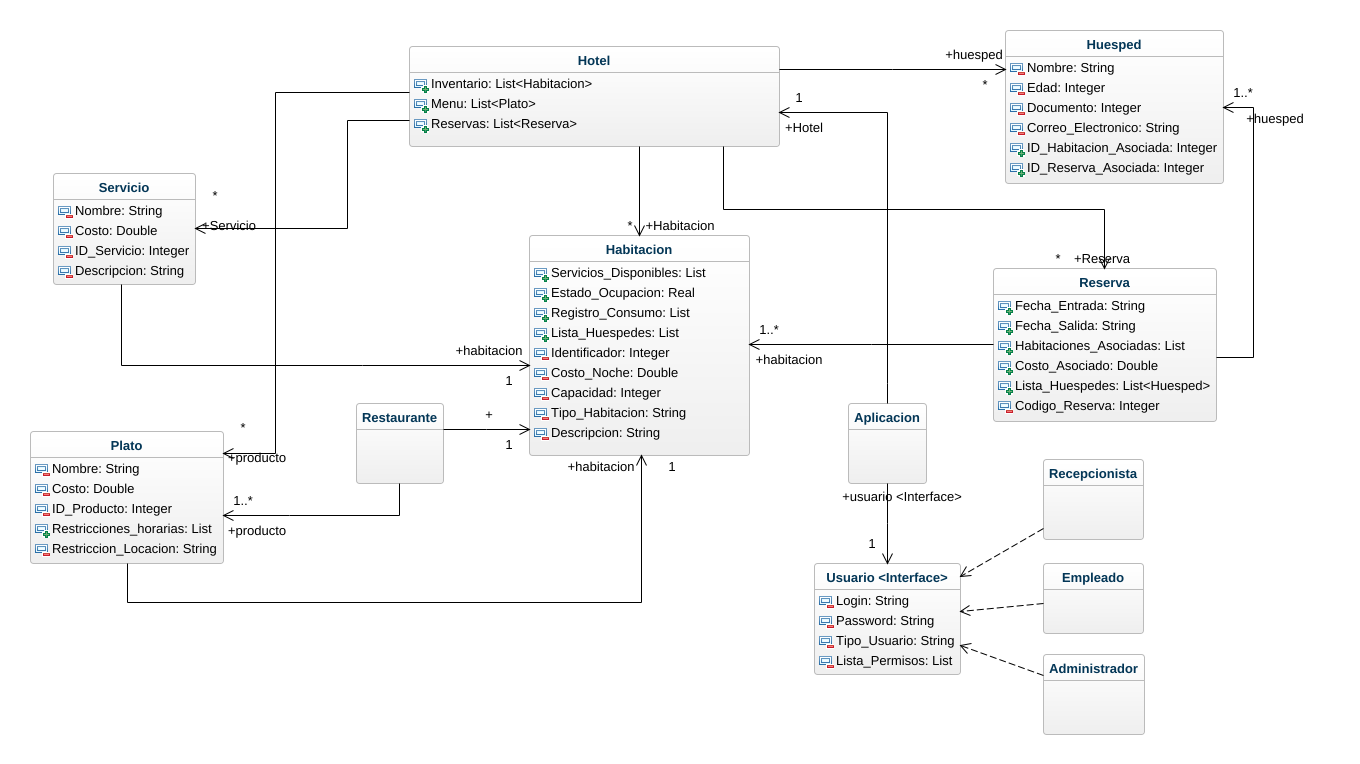 Hotel
Inventario: List<Habitacion>
Menu: List<Plato>
Reservas: List<Reserva>
+huesped
*
Huesped
Nombre: String
Edad: Integer
Documento: Integer
Correo_Electronico: String
ID_Habitacion_Asociada: Integer
ID_Reserva_Asociada: Integer
1..*
+huesped
1
+Hotel
Servicio
Nombre: String
Costo: Double
ID_Servicio: Integer
Descripcion: String
*
+Servicio
* +Habitacion
Habitacion
Servicios_Disponibles: List
Estado_Ocupacion: Real
Registro_Consumo: List
Lista_Huespedes: List
Identificador: Integer
Costo_Noche: Double
Capacidad: Integer
Tipo_Habitacion: String
Descripcion: String
* +Reserva
Reserva
Fecha_Entrada: String
Fecha_Salida: String
Habitaciones_Asociadas: List
Costo_Asociado: Double
Lista_Huespedes: List<Huesped>
Codigo_Reserva: Integer
1..*
+habitacion
+habitacion
1
Restaurante
+
1
Aplicacion
Plato
Nombre: String
Costo: Double
ID_Producto: Integer
Restricciones_horarias: List
Restriccion_Locacion: String
*
+producto
1..*
+producto
+habitacion 1
+usuario <Interface>
1
Usuario <Interface>
Login: String
Password: String
Tipo_Usuario: String
Lista_Permisos: List
Recepcionista
Empleado
Administrador